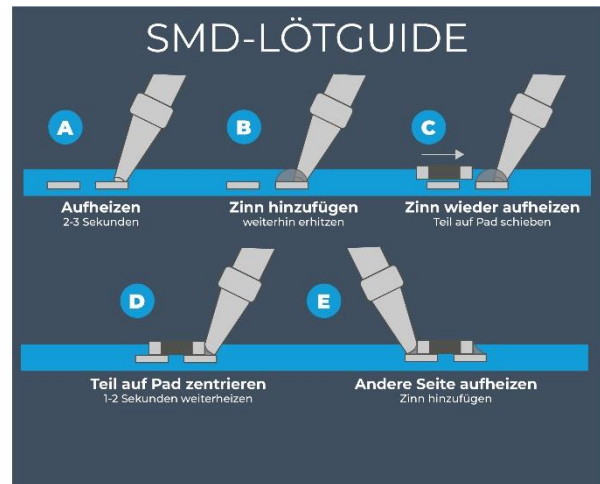 SMD-LÖTGUIDE
A
B
C
Aufheizen
2-3 Sekunden
Zinn hinzufügen
weiterhin erhitzen
Zinn wieder aufheizen
Teil auf Pad schieben
D
E
Teil auf Pad zentrieren
1-2 Sekunden weiterheizen
Andere Seite aufheizen
Zinn hinzufügen